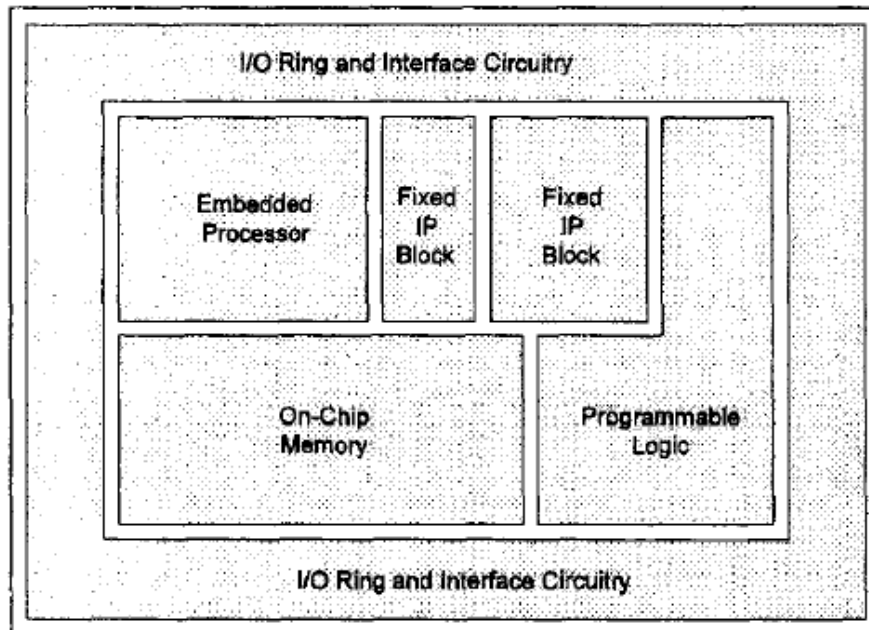 I/O Ring and Interface Circuitry
Embedded
Processor
Fixed
IP
Block
Fixed
IP
Block
On-Chip
Memory
Programmable
Logic
I/O Ring and Interface Circuitry